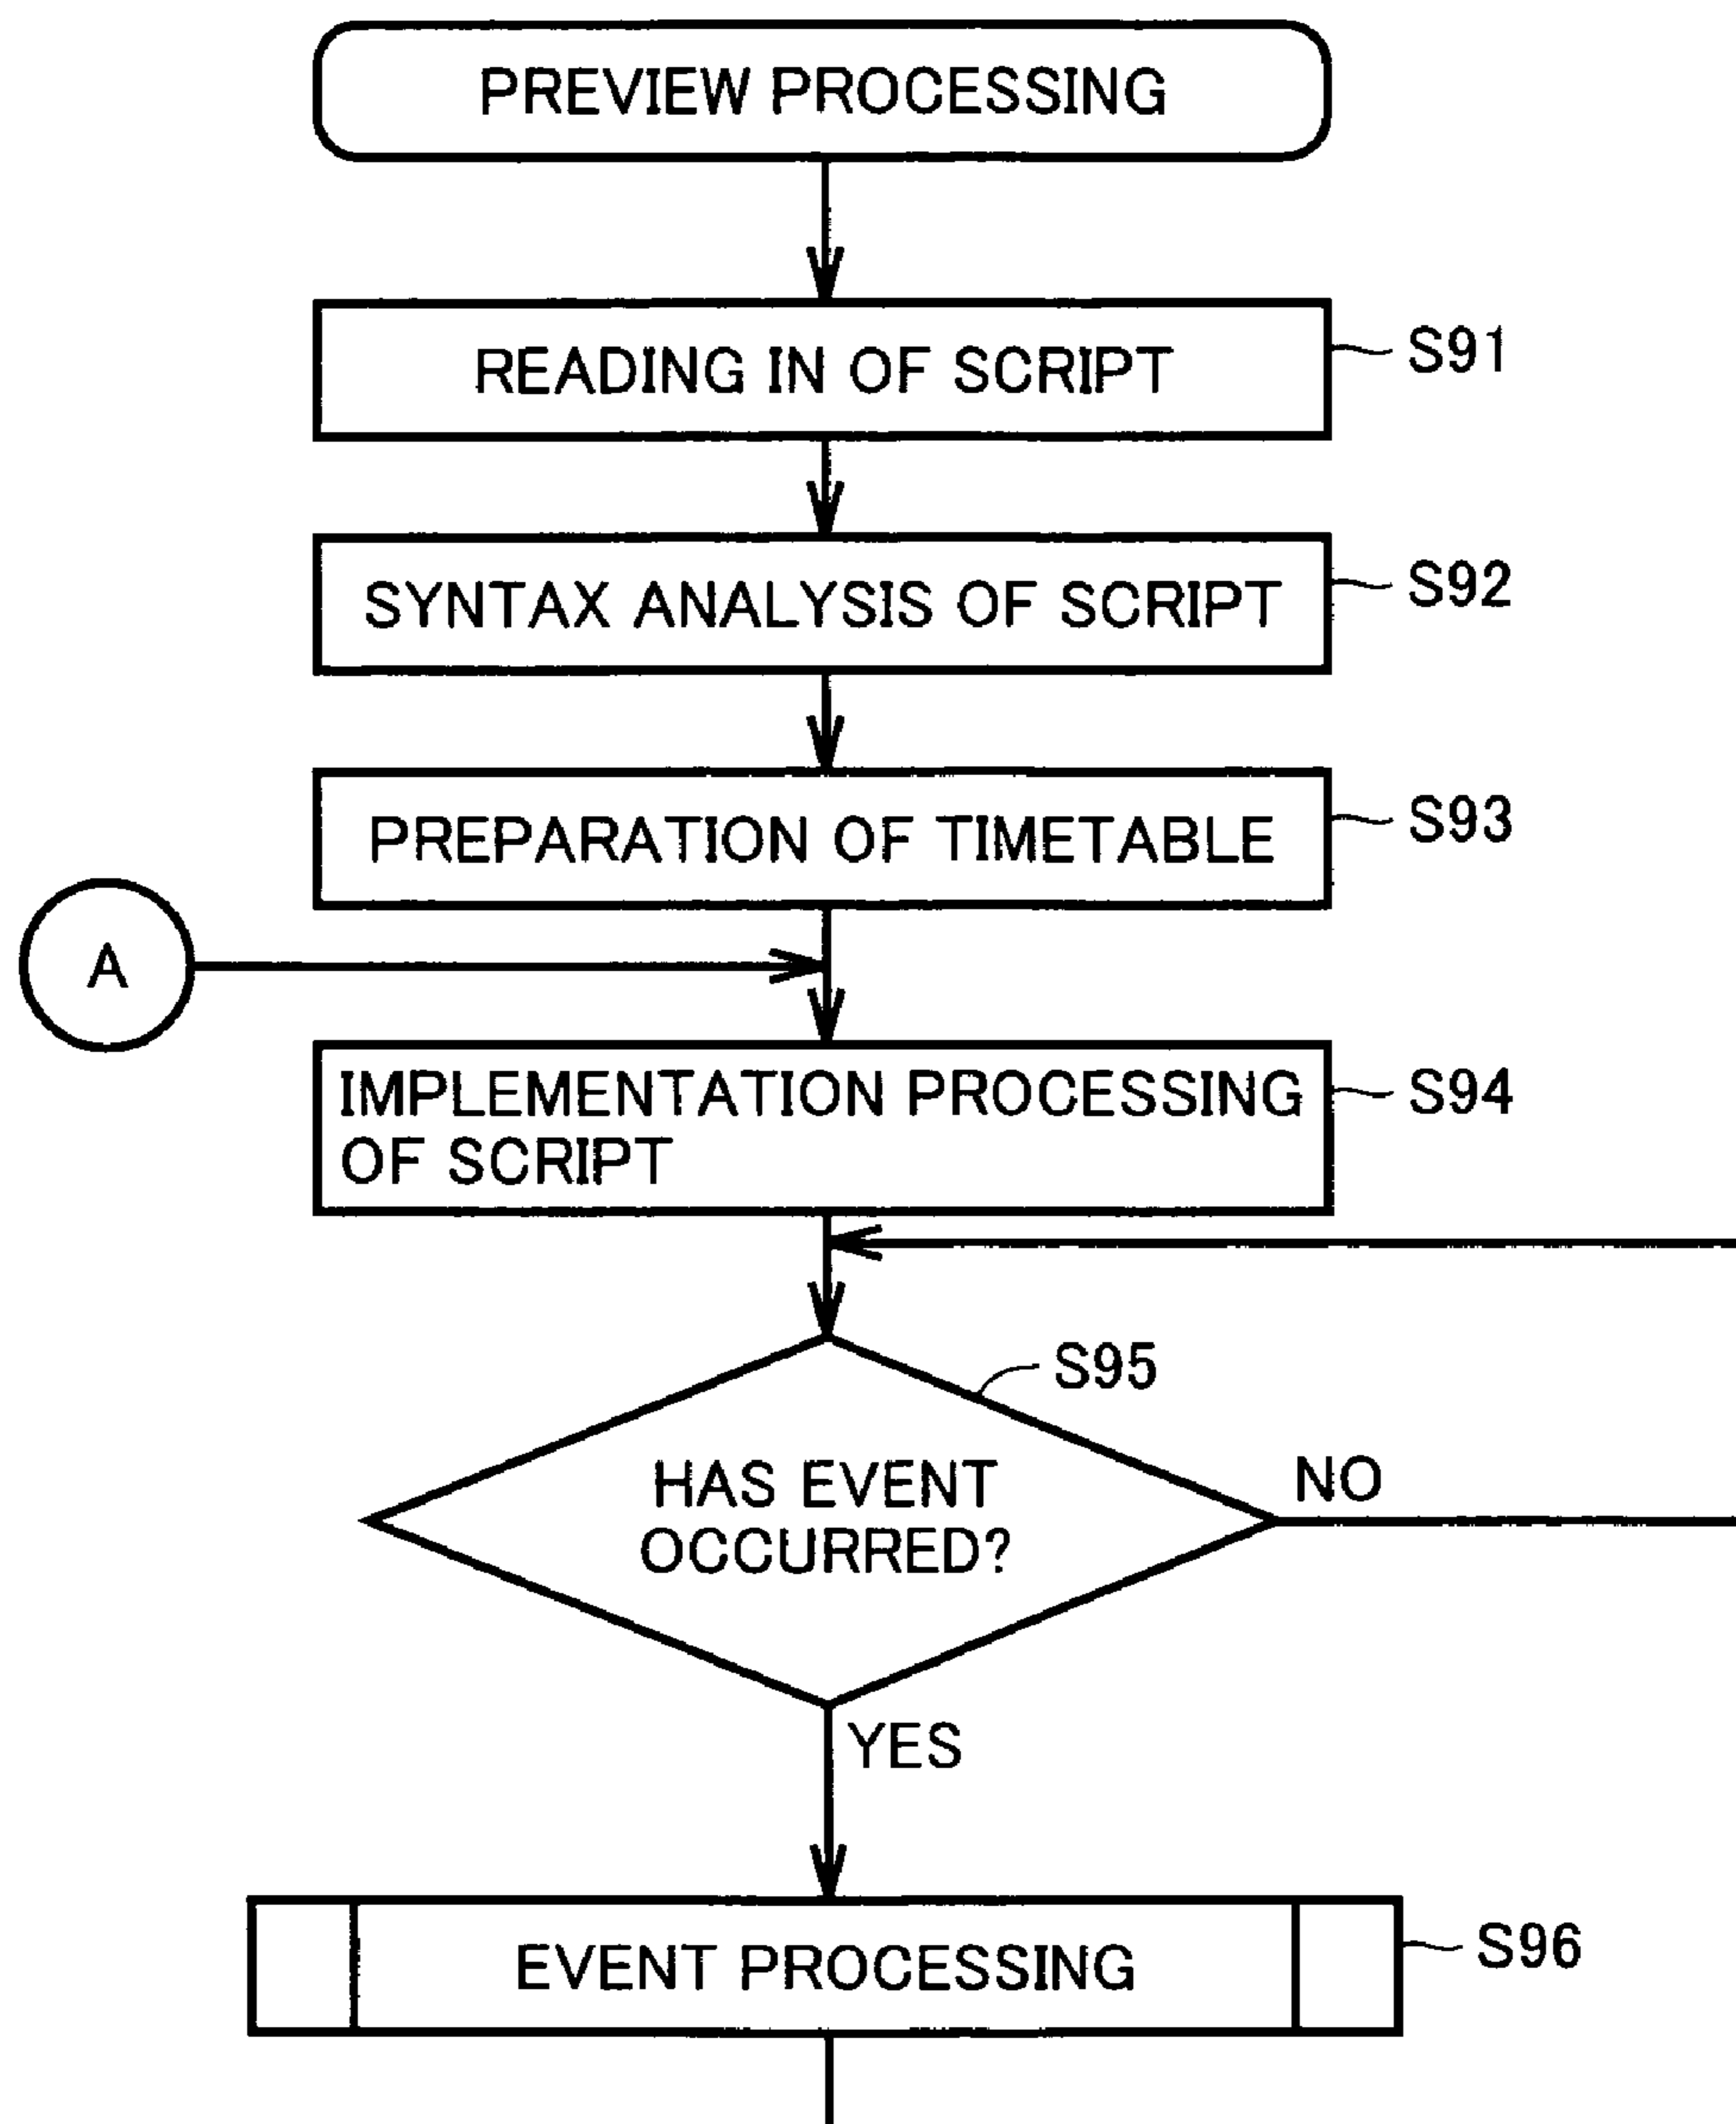 PREVIEW PROCESSING
READING IN OF SCRIPT
S91
SYNTAX ANALYSIS OF SCRIPT
S92
PREPARATION OF TIMETABLE
S93
A
IMPLEMENTATION PROCESSING
OF SCRIPT
S94
S95
HAS EVENT
OCCURRED?
NO
YES
EVENT PROCESSING
S96